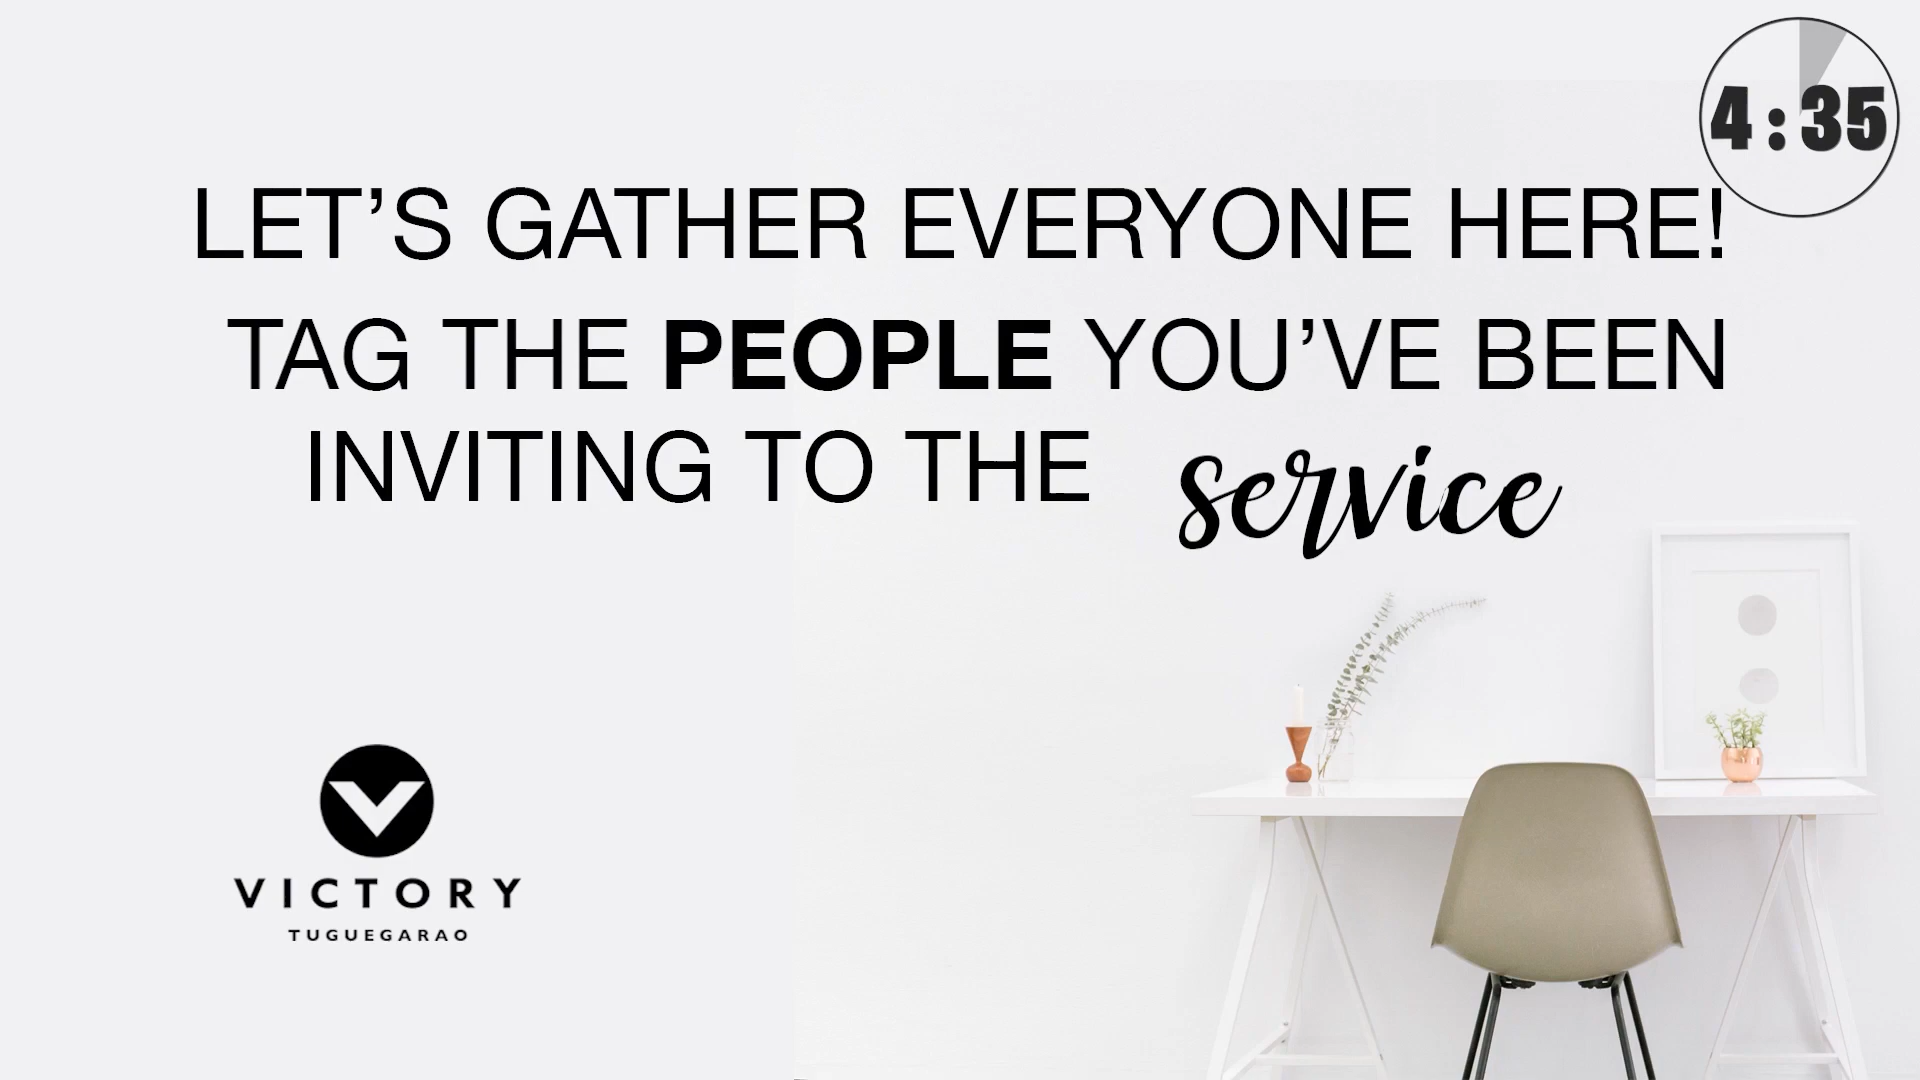 4:35
LET’S GATHER EVERYONE HERE!
TAG THE PEOPLE YOU’VE BEEN
INVITING TO THE service
VICTORY
TUGUEGARAO